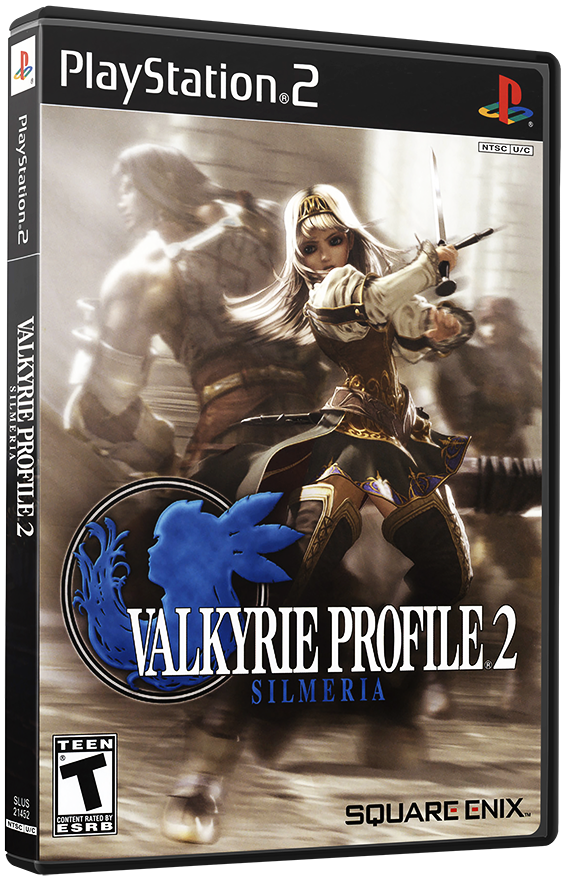 PlayStation®2
NTSC U/C
VALKYRIE PROFILE®2
SILMERIA
TEEN
T
CONTENT RATED BY
ESRB
SQUARE ENIX™
PlayStation®2
VALKYRIE PROFILE 2
SILMERIA
SLUS
21452
NTSC U/C